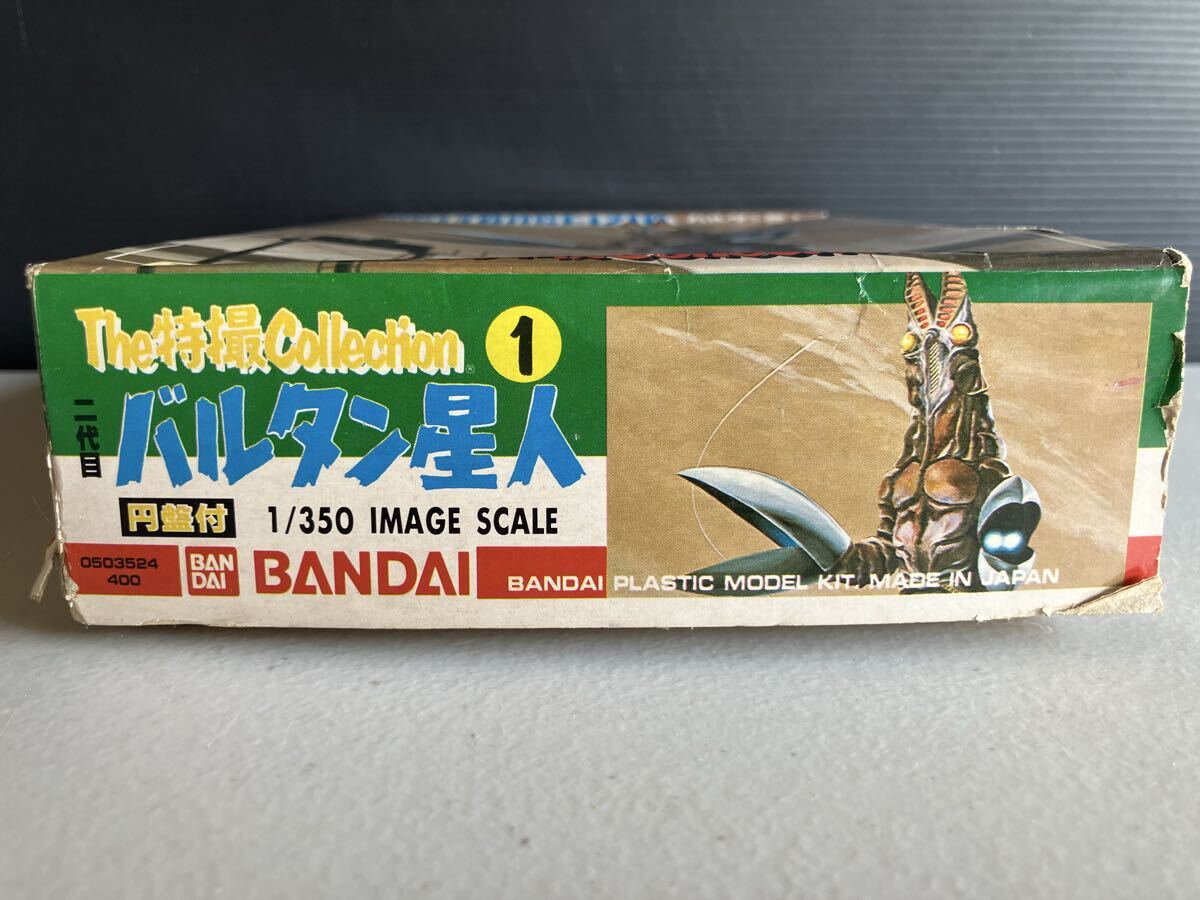 The特撮Collection® 1
二代目
バルタン星人
円盤付 1/350 IMAGE SCALE
0503524
400
BAN
DAI
BANDAI
BANDAI PLASTIC MODEL KIT. MADE IN JAPAN